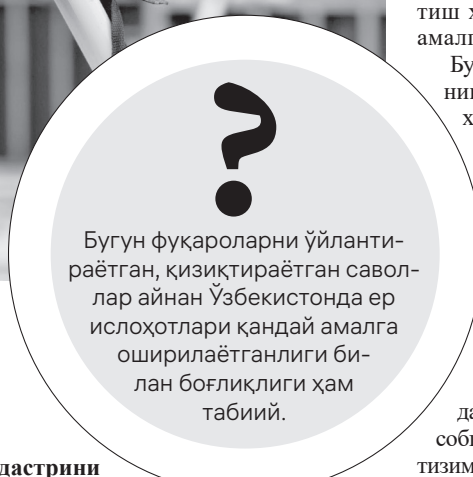 тиш
?
Бугун фуқароларни ўйланти-
раётган, қизиқтираётган савол-
лар айнан Ўзбекистонда ер
ислоҳотлари қандай амалга
оширилаётганлиги би-
лан боғлиқлиги ҳам
табиий.